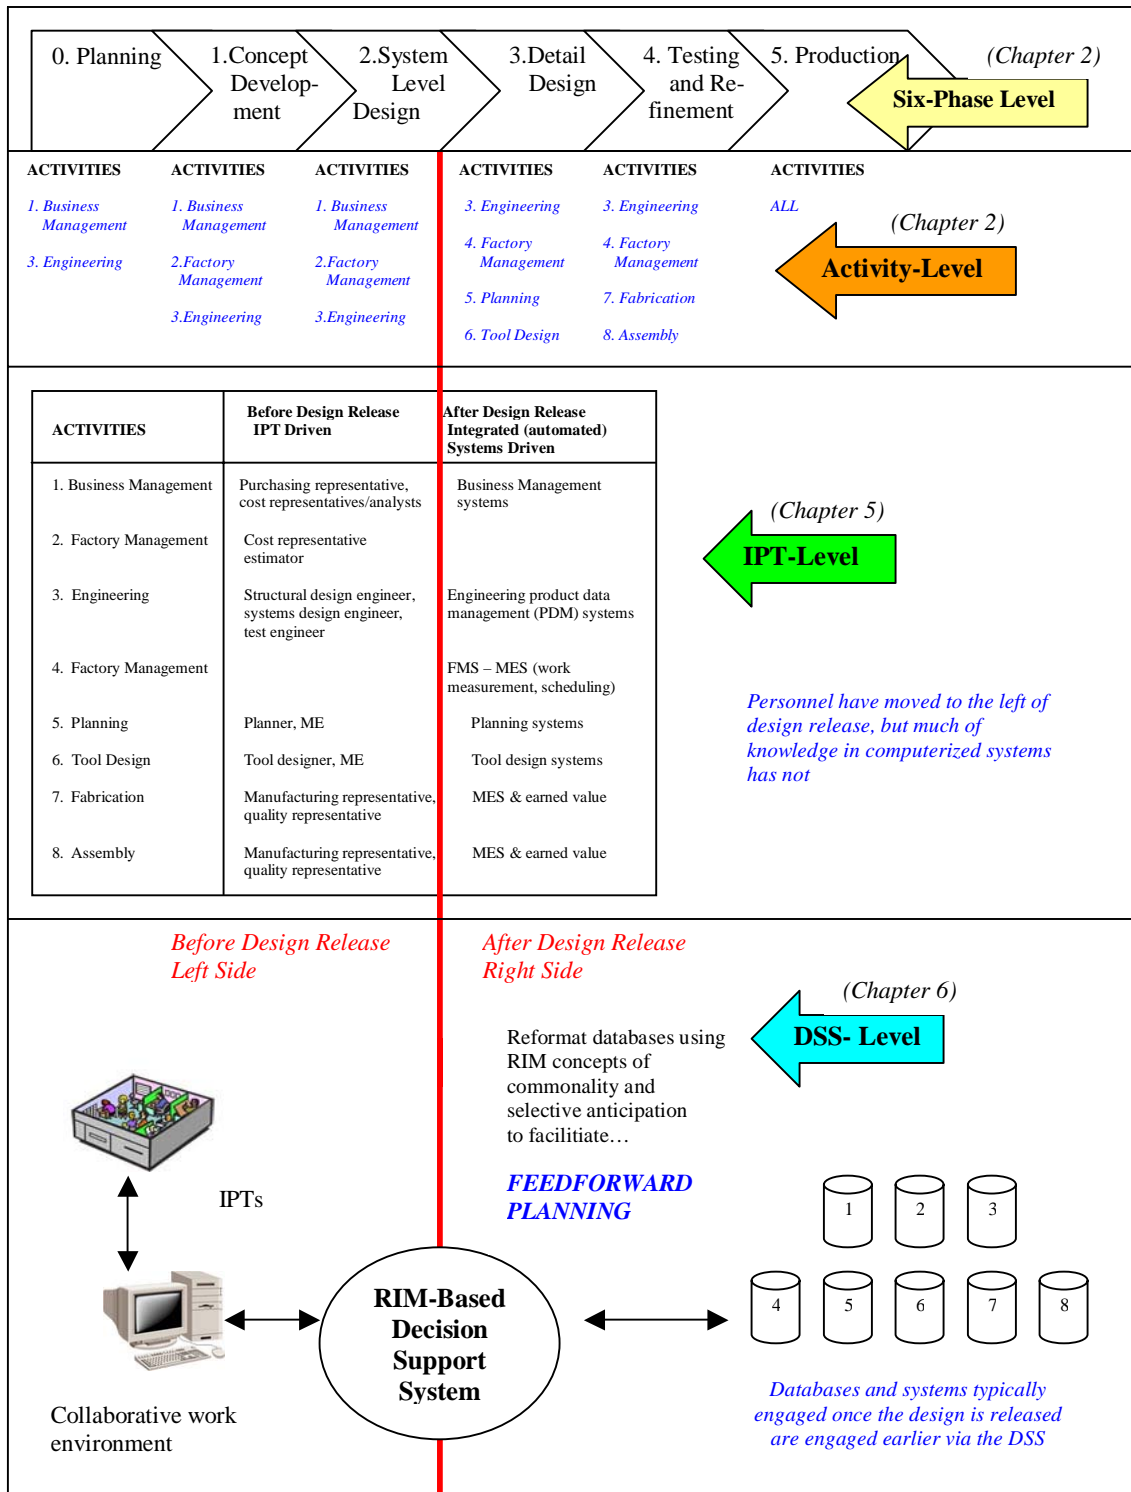 0. Planning
1.Concept
Develop-
ment
2.System
Level
Design
3.Detail
Design
4. Testing
and Re-
finement
5. Production
(Chapter 2)
Six-Phase Level
ACTIVITIES
1. Business
Management
3. Engineering
ACTIVITIES
1. Business
Management
2.Factory
Management
3.Engineering
ACTIVITIES
1. Business
Management
2.Factory
Management
3.Engineering
ACTIVITIES
3. Engineering
4. Factory
Management
5. Planning
6. Tool Design
ACTIVITIES
3. Engineering
4. Factory
Management
7. Fabrication
8. Assembly
ACTIVITIES
ALL
(Chapter 2)
Activity-Level
ACTIVITIES
Before Design Release
IPT Driven
After Design Release
Integrated (automated)
Systems Driven
1. Business Management
Purchasing representative,
cost representatives/analysts
Business Management
systems
2. Factory Management
Cost representative
estimator
3. Engineering
Structural design engineer,
systems design engineer,
test engineer
Engineering product data
management (PDM) systems
4. Factory Management
FMS – MES (work
measurement, scheduling)
5. Planning
Planner, ME
Planning systems
6. Tool Design
Tool designer, ME
Tool design systems
7. Fabrication
Manufacturing representative,
quality representative
MES & earned value
8. Assembly
Manufacturing representative,
quality representative
MES & earned value
(Chapter 5)
IPT-Level
Personnel have moved to the left of
design release, but much of
knowledge in computerized systems
has not
Before Design Release
Left Side
After Design Release
Right Side
(Chapter 6)
DSS- Level
Reformat databases using
RIM concepts of
commonality and
selective anticipation
to facilitiate…
FEEDFORWARD
PLANNING
IPTs
1
2
3
4
5
6
7
8
RIM-Based
Decision
Support
System
Collaborative work
environment
Databases and systems typically
engaged once the design is released
are engaged earlier via the DSS